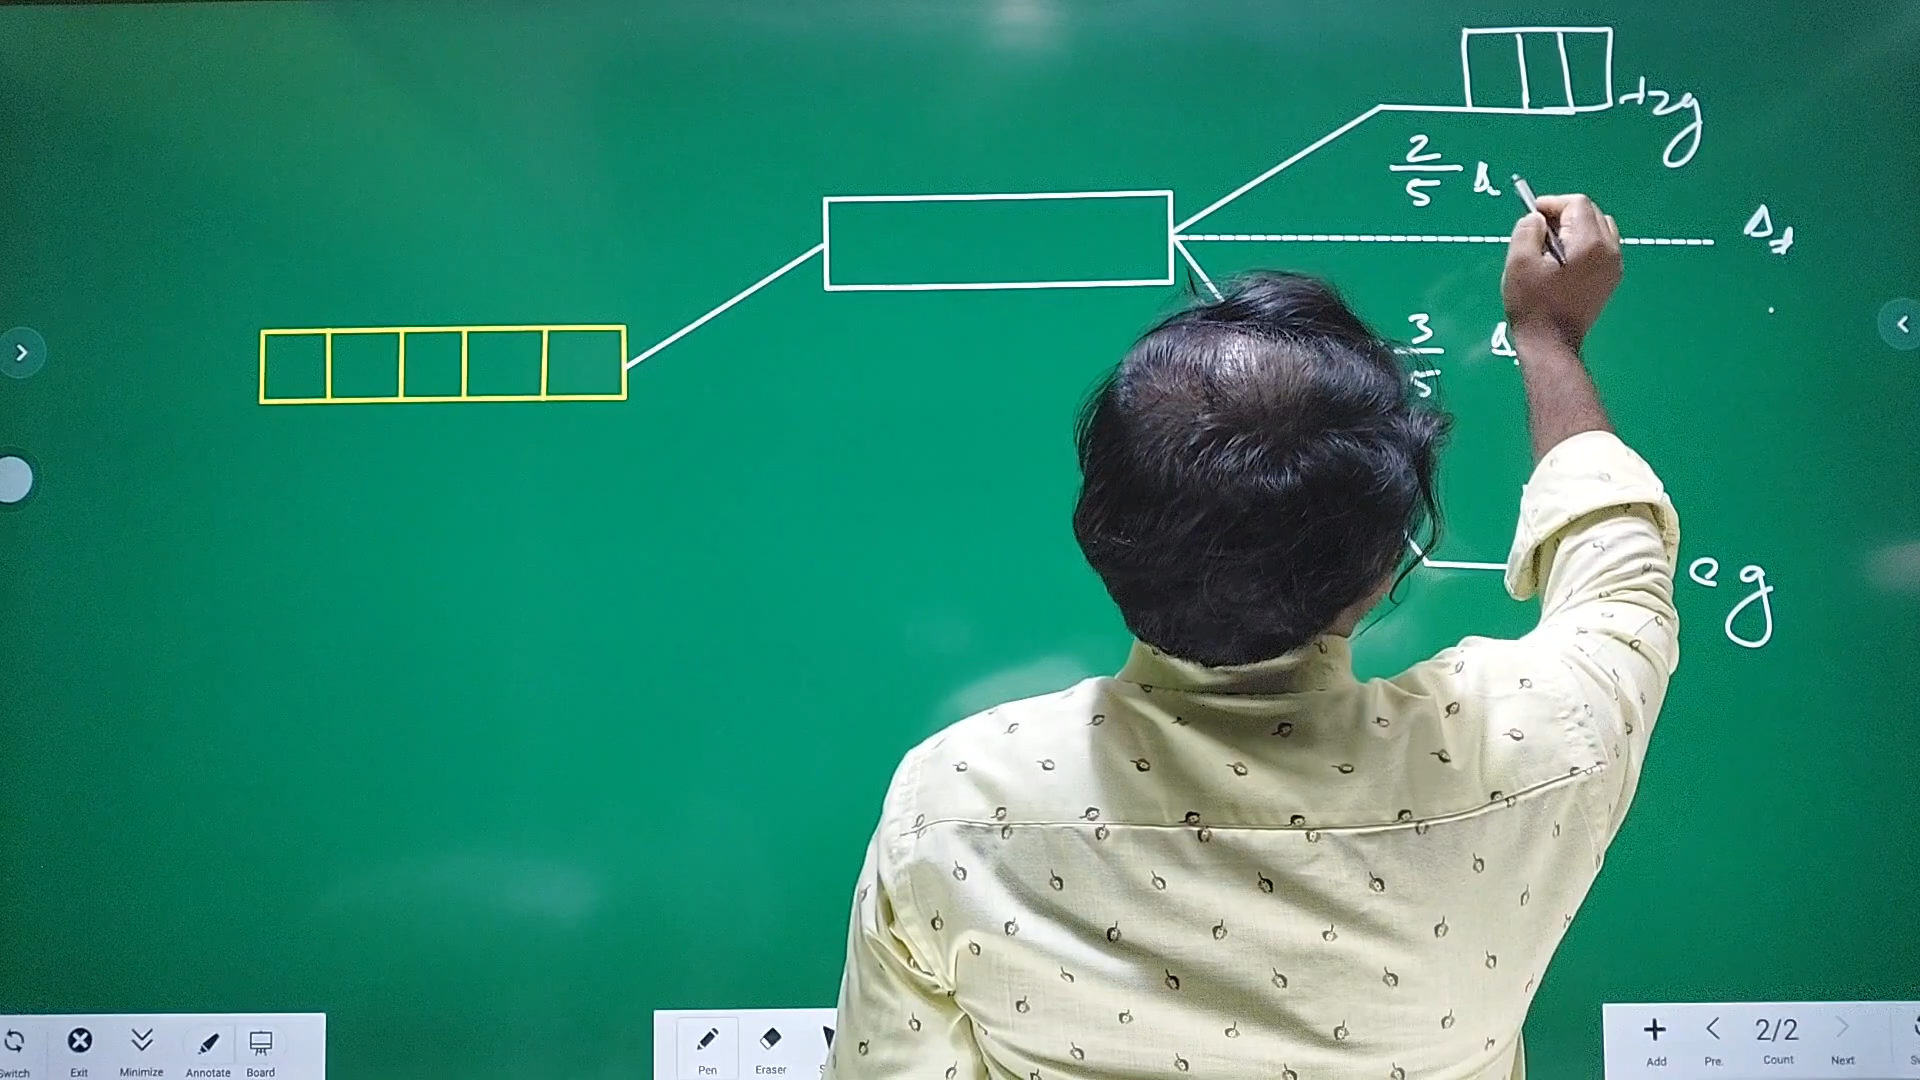 t2g
2/5 Δ
Δt
3/5 Δ
eg
Switch
Exit
Minimize
Annotate
Board
Pen
Eraser
Add
Pre.
2/2
Count
Next